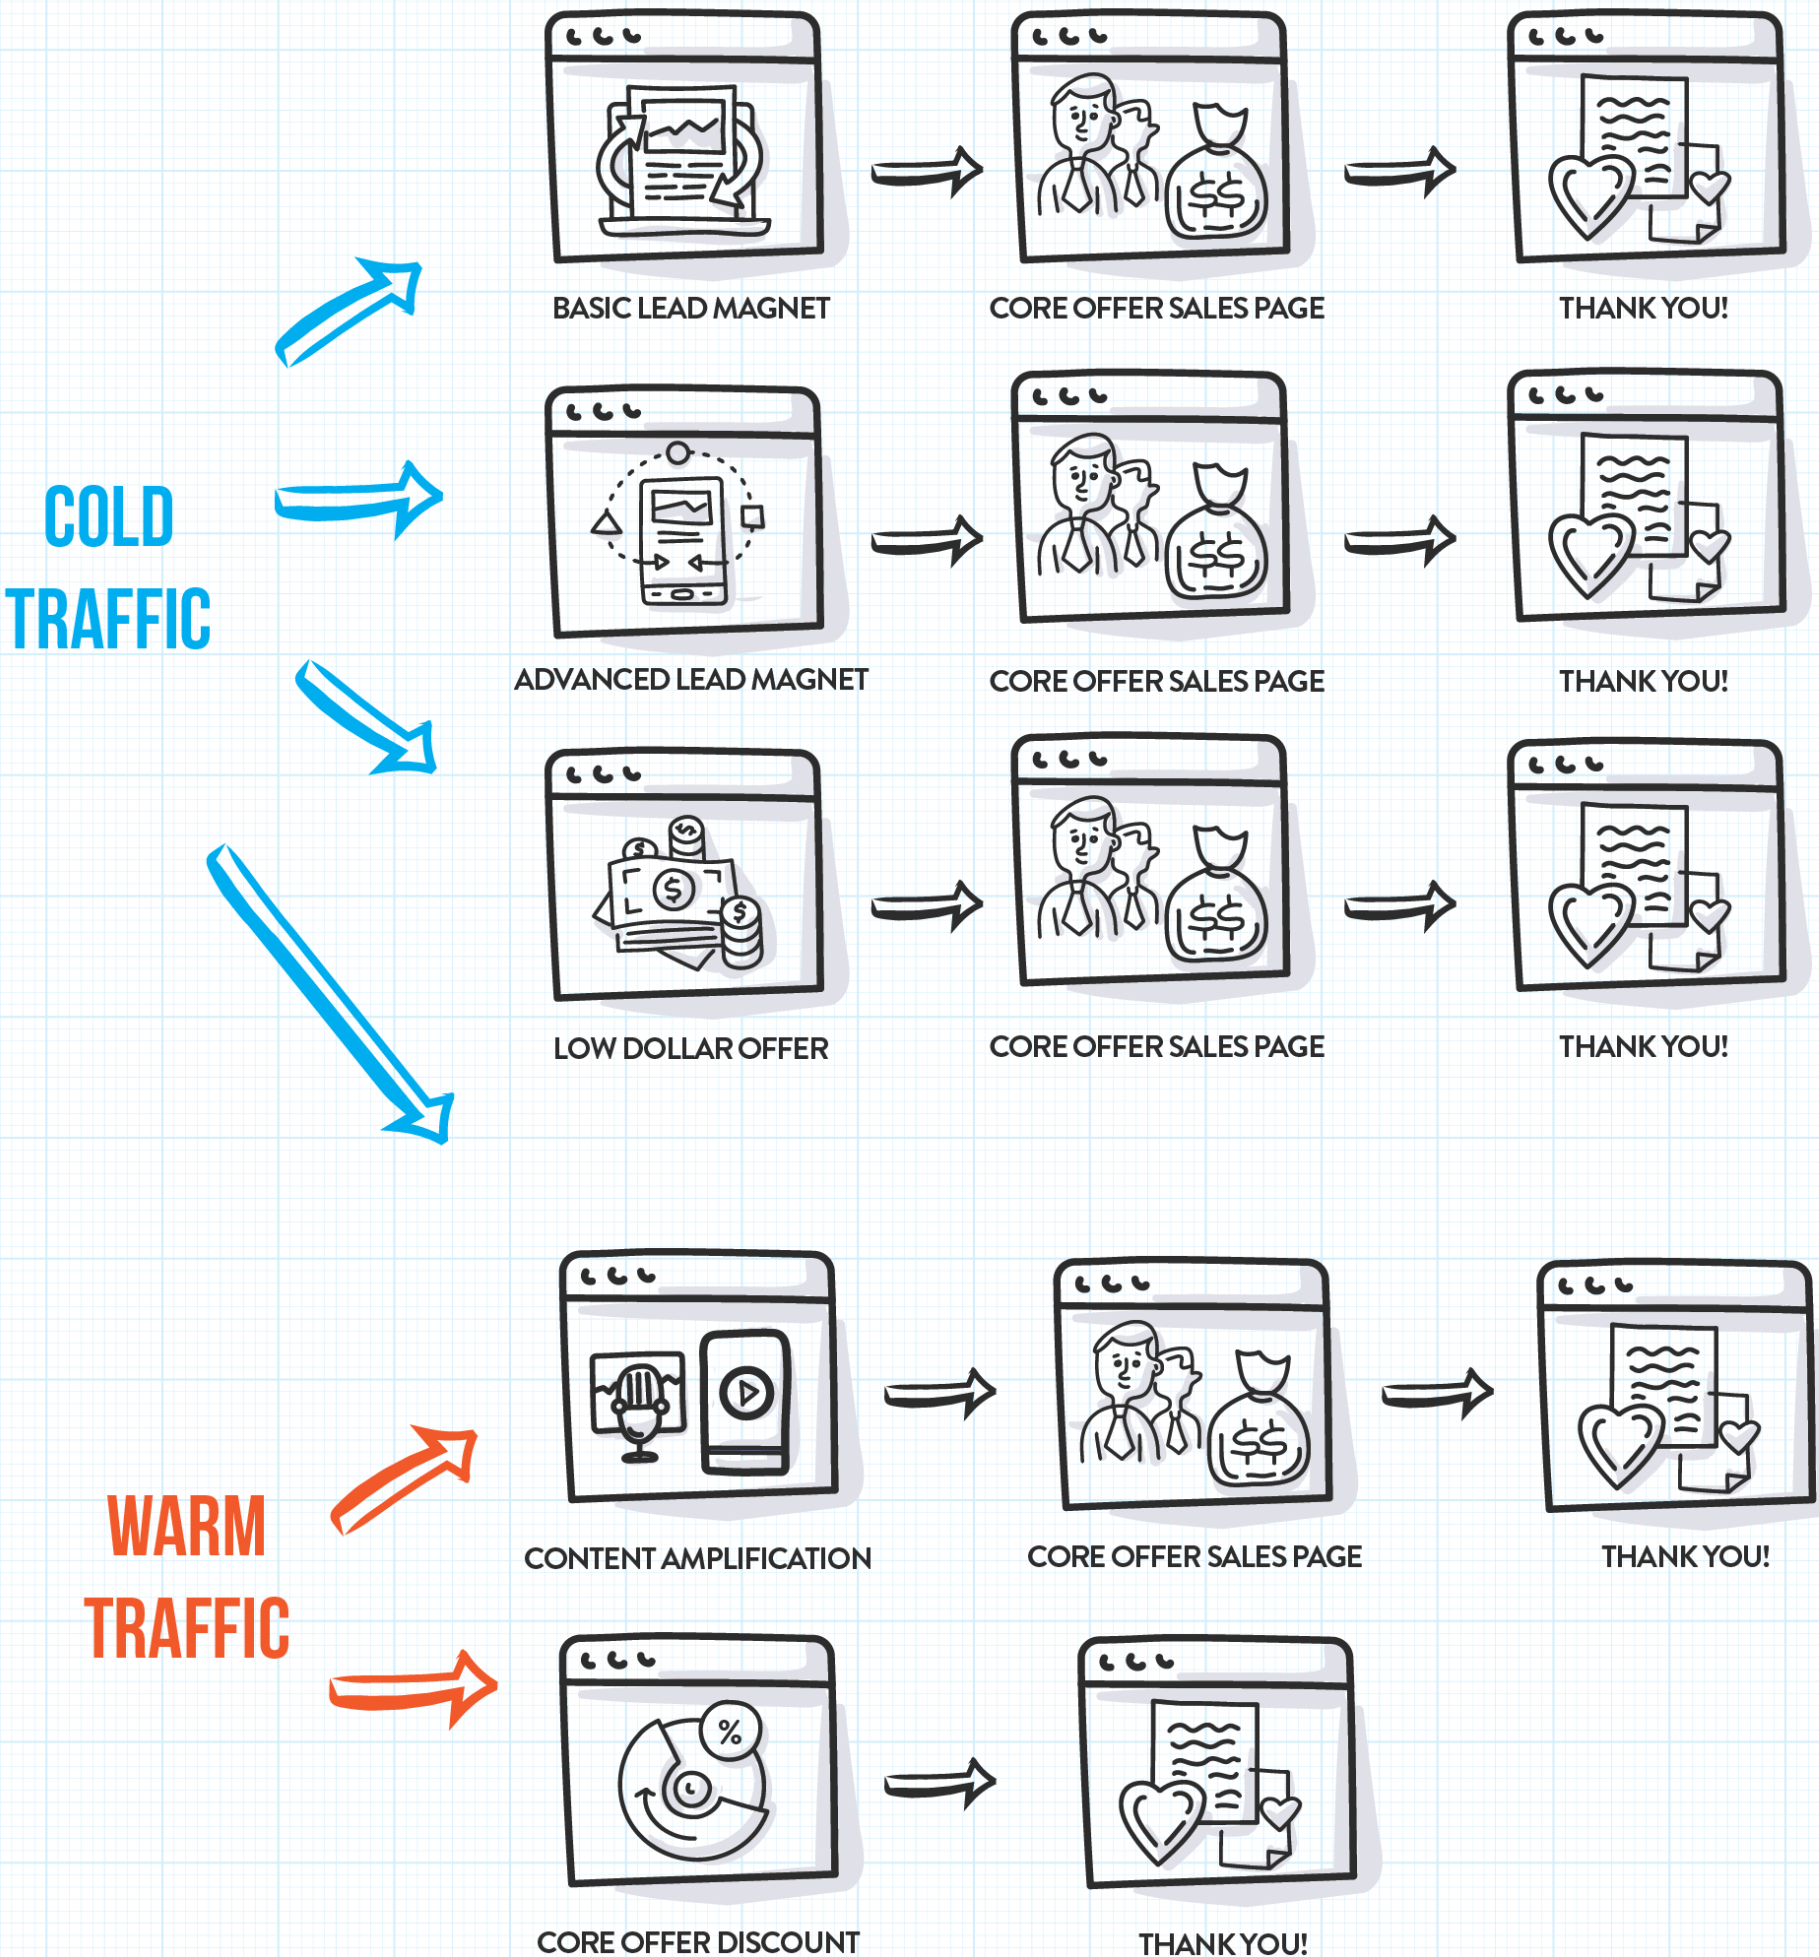 BASIC LEAD MAGNET
CORE OFFER SALES PAGE
THANK YOU!
COLD
TRAFFIC
ADVANCED LEAD MAGNET
CORE OFFER SALES PAGE
THANK YOU!
LOW DOLLAR OFFER
CORE OFFER SALES PAGE
THANK YOU!
WARM
TRAFFIC
CONTENT AMPLIFICATION
CORE OFFER SALES PAGE
THANK YOU!
%
CORE OFFER DISCOUNT
THANK YOU!